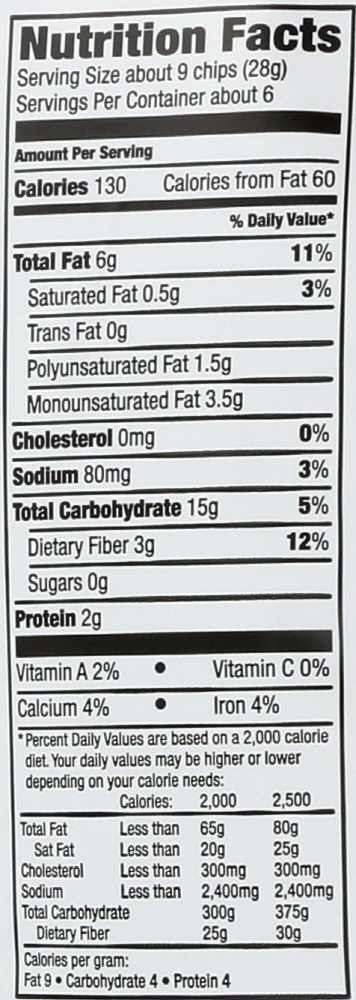 Nutrition Facts
Serving Size about 9 chips (28g)
Servings Per Container about 6
Amount Per Serving
Calories 130 Calories from Fat 60
% Daily Value*
Total Fat 6g 11%
Saturated Fat 0.5g 3%
Trans Fat 0g
Polyunsaturated Fat 1.5g
Monounsaturated Fat 3.5g
Cholesterol 0mg 0%
Sodium 80mg 3%
Total Carbohydrate 15g 5%
Dietary Fiber 3g 12%
Sugars 0g
Protein 2g
Vitamin A 2% • Vitamin C 0%
Calcium 4% • Iron 4%
*Percent Daily Values are based on a 2,000 calorie
diet. Your daily values may be higher or lower
depending on your calorie needs:
Calories: 2,000 2,500
Total Fat Less than 65g 80g
Sat Fat Less than 20g 25g
Cholesterol Less than 300mg 300mg
Sodium Less than 2,400mg 2,400mg
Total Carbohydrate 300g 375g
Dietary Fiber 25g 30g
Calories per gram:
Fat 9 • Carbohydrate 4 • Protein 4